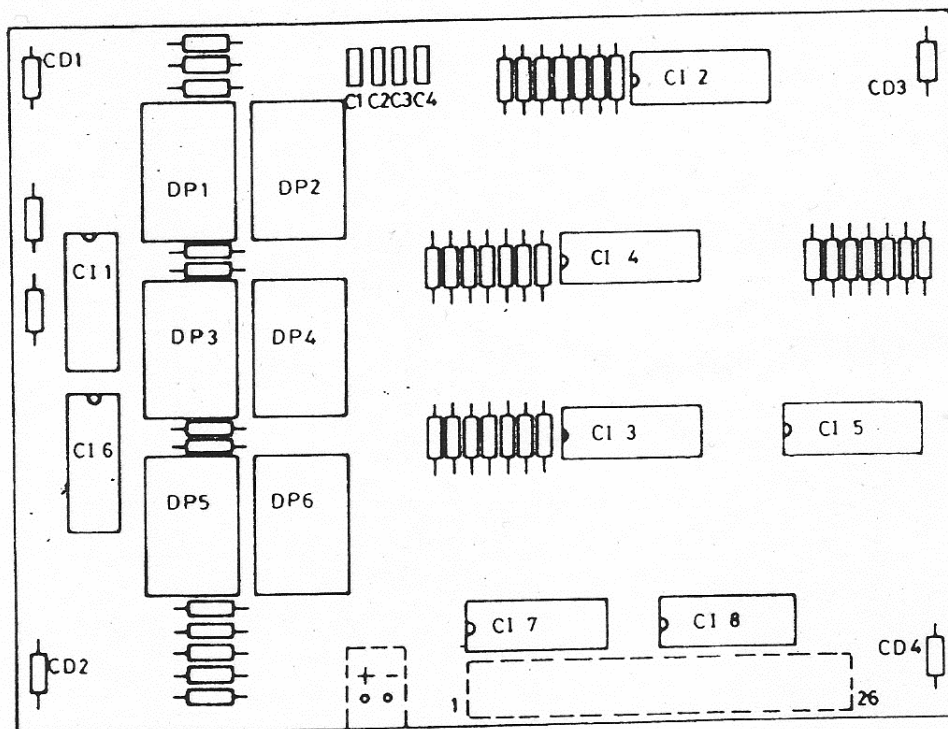 CD1
C1 C2 C3 C4
CI 2
CD3
DP1
DP2
CI 1
CI 4
DP3
DP4
CI 6
CI 3
CI 5
DP5
DP6
CI 7
CI 8
CD2
+ -
CD4
1
26